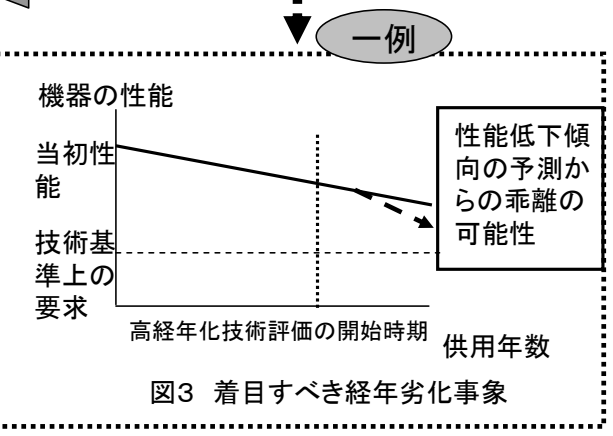 一例
機器の性能
当初性
能
技術基
準上の
要求
性能低下傾
向の予測か
らの乖離の
可能性
高経年化技術評価の開始時期
供用年数
図3 着目すべき経年劣化事象